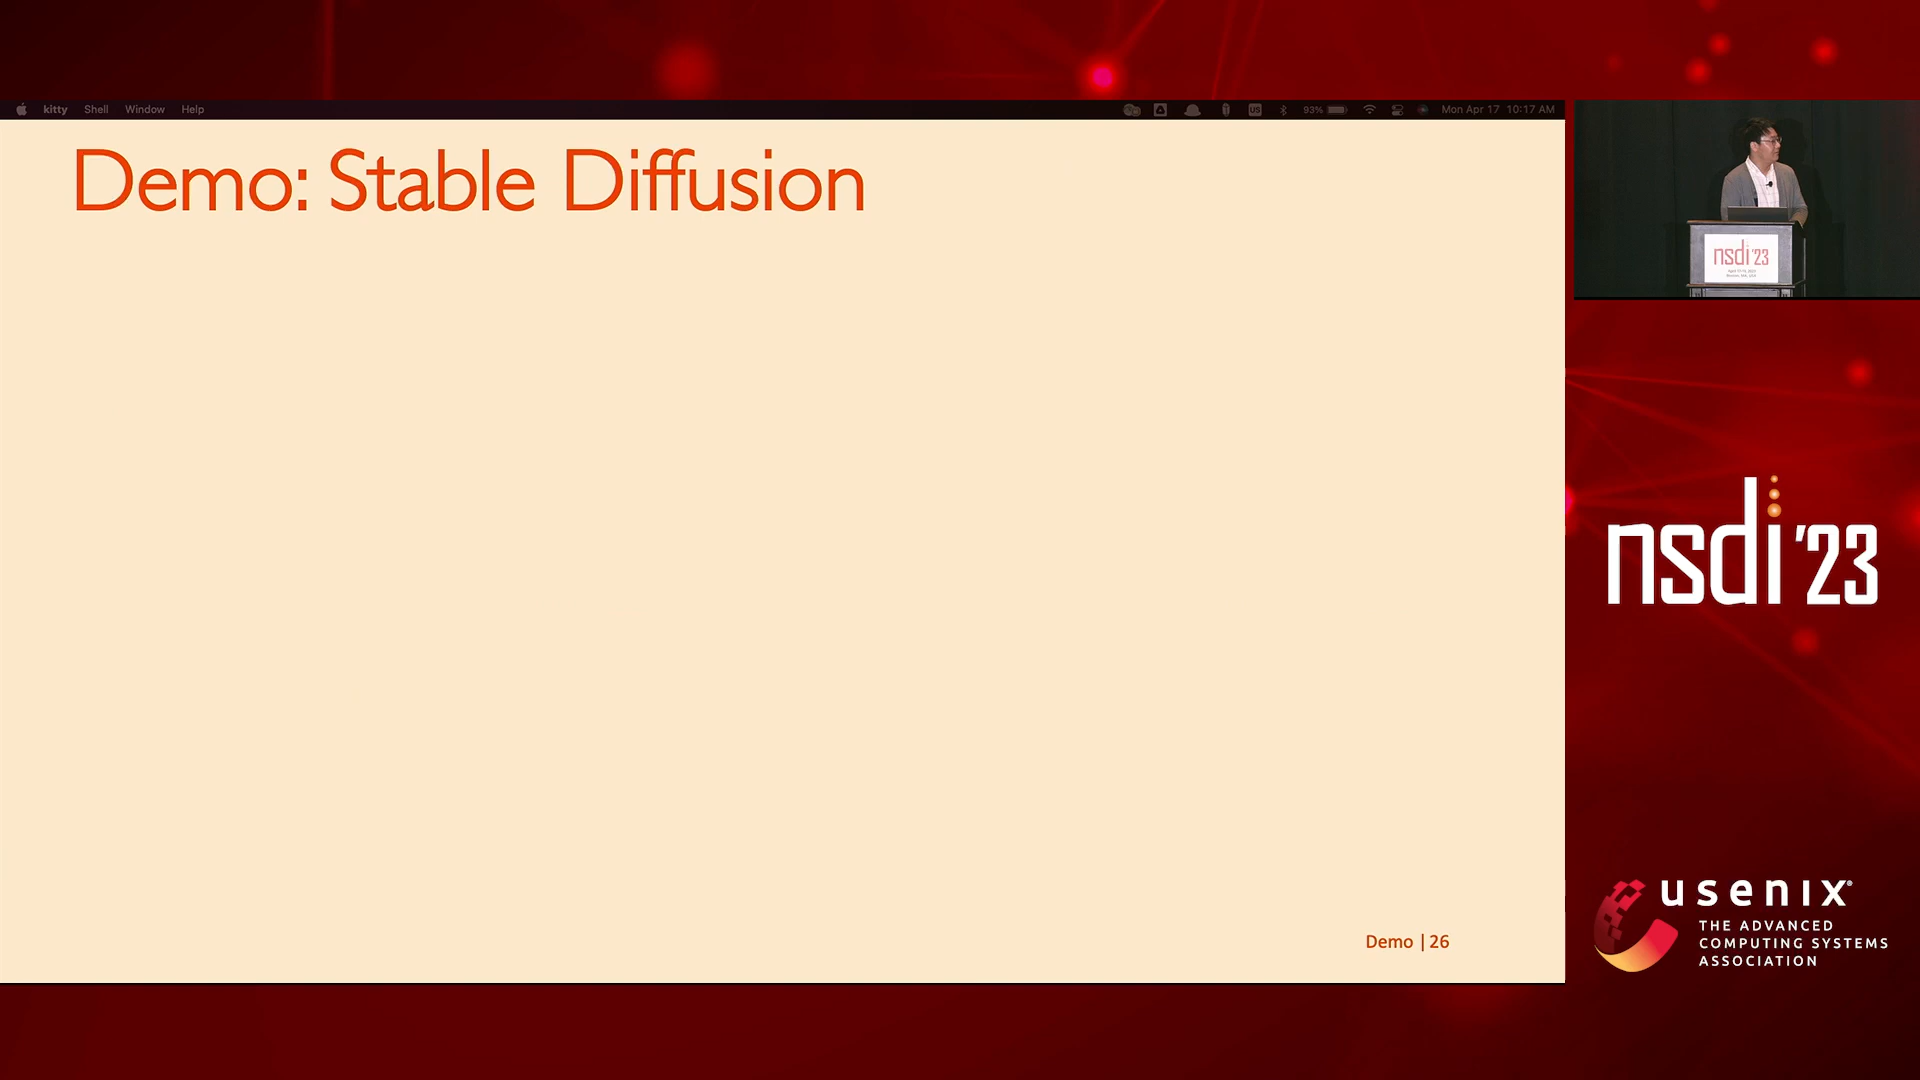 kitty Shell Window Help
US 93% Mon Apr 17 10:17 AM
Demo: Stable Diffusion
Demo | 26
nsdi '23
nsdi '23
usenix®
THE ADVANCED
COMPUTING SYSTEMS
ASSOCIATION